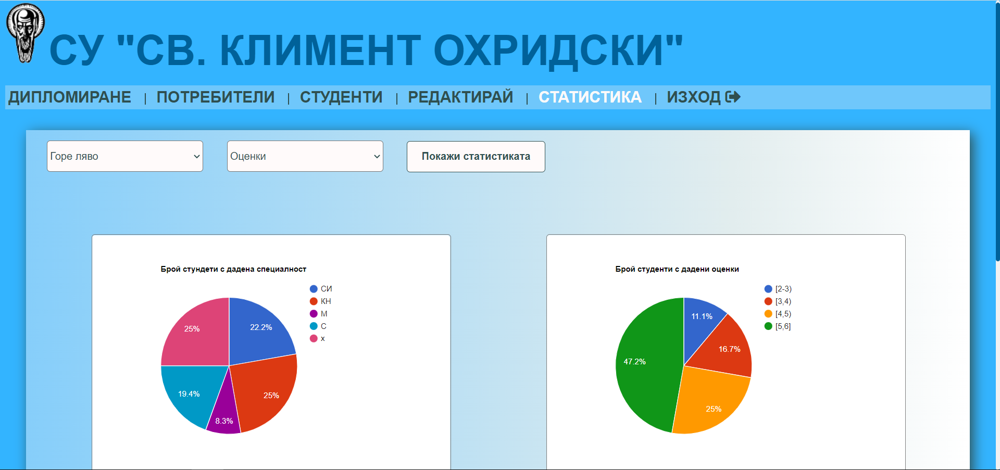 СУ "СВ. КЛИМЕНТ ОХРИДСКИ"
ДИПЛОМИРАНЕ | ПОТРЕБИТЕЛИ | СТУДЕНТИ | РЕДАКТИРАЙ | СТАТИСТИКА | ИЗХОД
Горе ляво
Оценки
Покажи статистиката
Брой стундети с дадена специалност
СИ
КН
М
С
х
22.2%
25%
8.3%
19.4%
25%
Брой студенти с дадени оценки
[2-3)
[3,4)
[4,5)
[5,6]
11.1%
16.7%
25%
47.2%